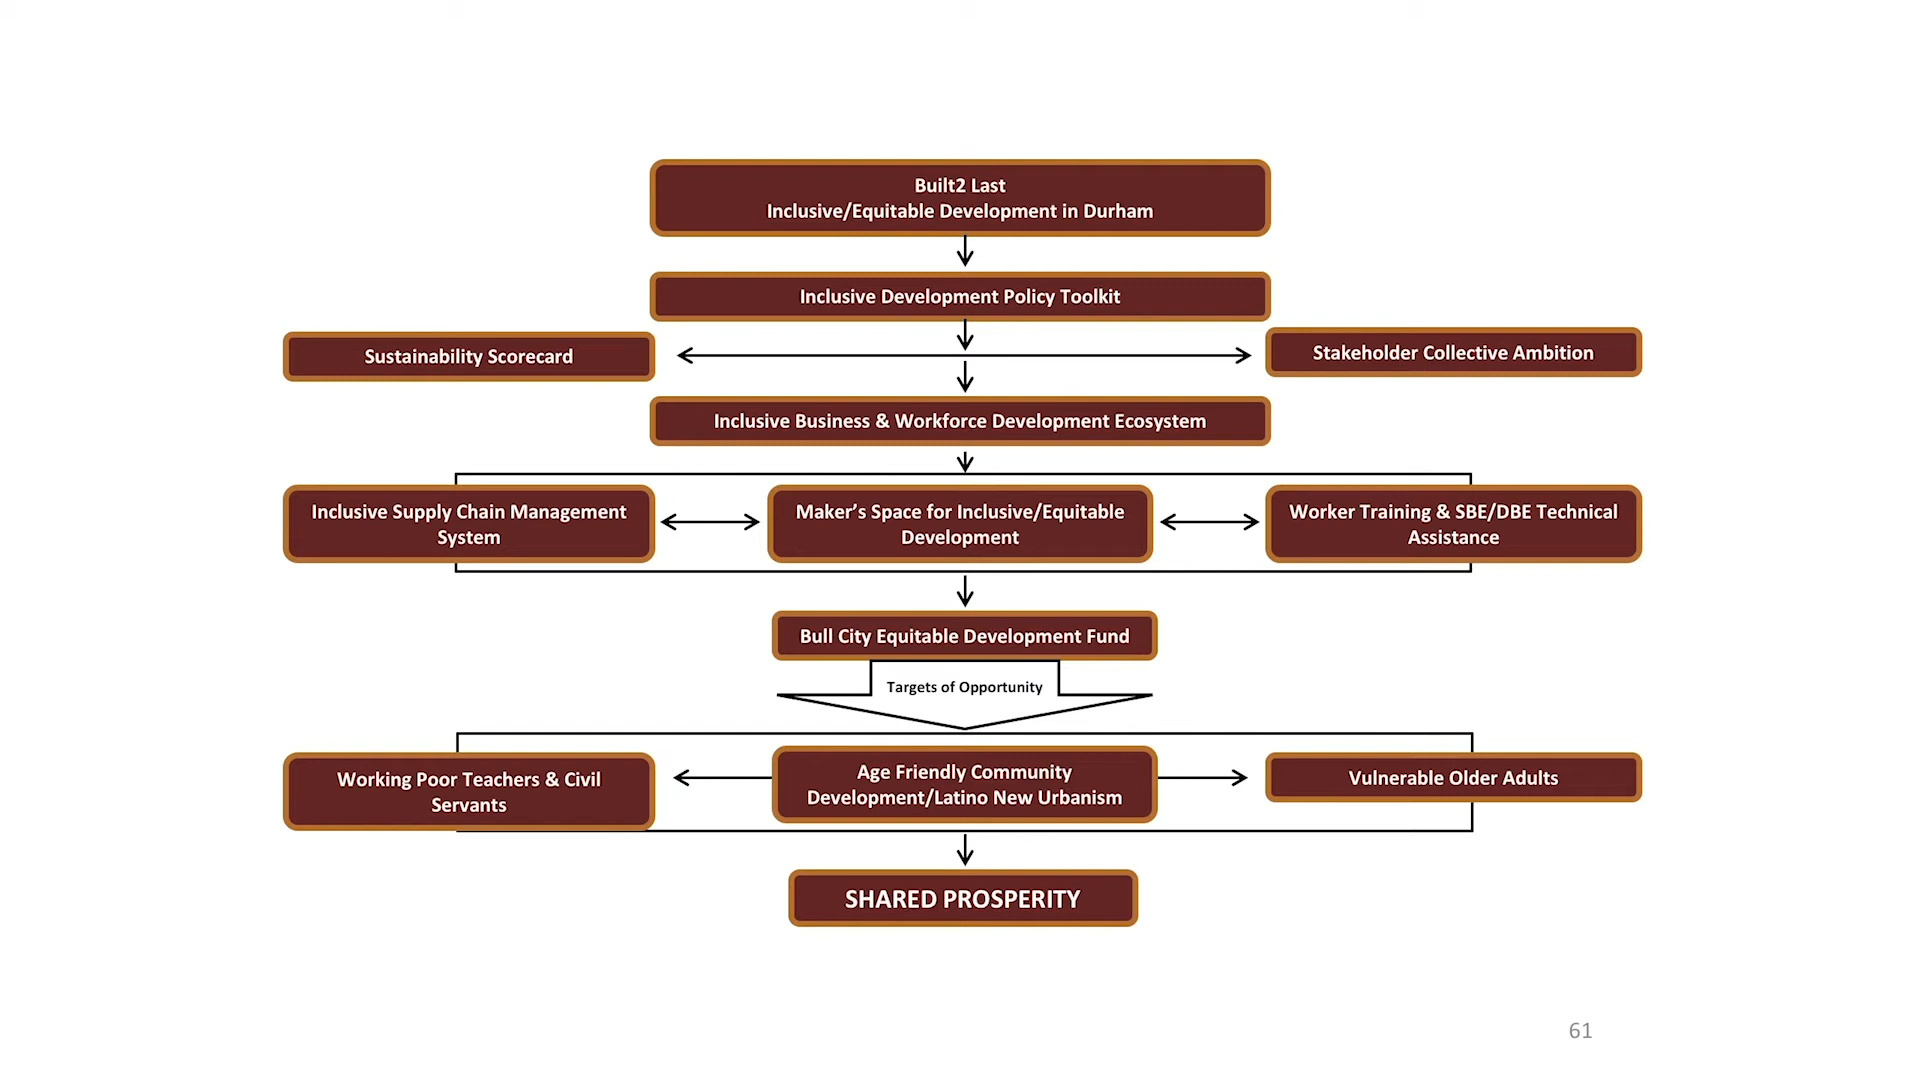 Built2 Last
Inclusive/Equitable Development in Durham
Inclusive Development Policy Toolkit
Sustainability Scorecard
Stakeholder Collective Ambition
Inclusive Business & Workforce Development Ecosystem
Inclusive Supply Chain Management
System
Maker’s Space for Inclusive/Equitable
Development
Worker Training & SBE/DBE Technical
Assistance
Bull City Equitable Development Fund
Targets of Opportunity
Working Poor Teachers & Civil
Servants
Age Friendly Community
Development/Latino New Urbanism
Vulnerable Older Adults
SHARED PROSPERITY
61